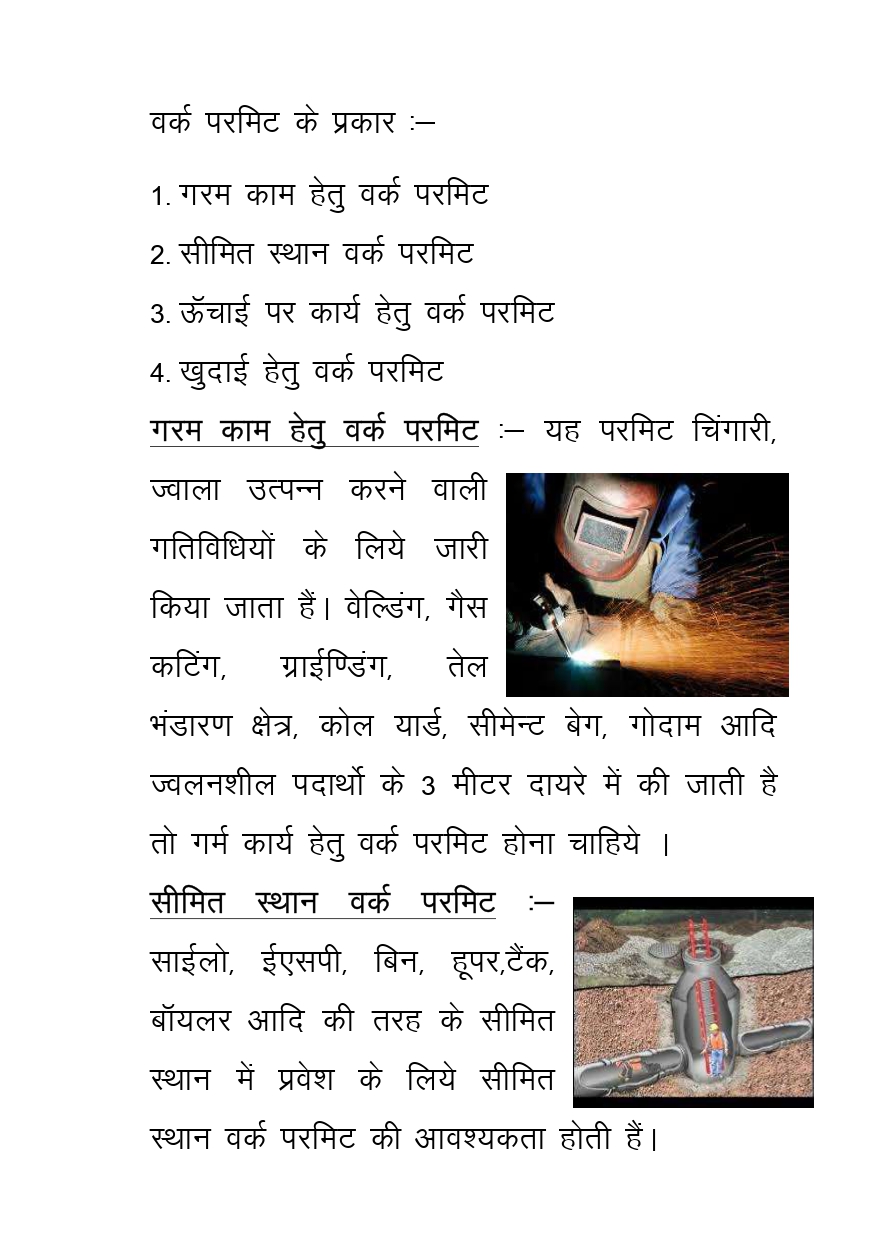 वर्क परमिट के प्रकार :–
1. गरम काम हेतु वर्क परमिट
2. सीमित स्थान वर्क परमिट
3. ऊॅचाई पर कार्य हेतु वर्क परमिट
4. खुदाई हेतु वर्क परमिट
गरम काम हेतु वर्क परमिट :– यह परमिट चिंगारी,
ज्वाला उत्पन्न करने वाली
गतिविधियों के लिये जारी
किया जाता हैं। वेल्डिंग, गैस
कटिंग, ग्राईण्डिंग, तेल
भंडारण क्षेत्र, कोल यार्ड, सीमेन्ट बेग, गोदाम आदि
ज्वलनशील पदार्थो के 3 मीटर दायरे में की जाती है
तो गर्म कार्य हेतु वर्क परमिट होना चाहिये ।
सीमित स्थान वर्क परमिट :–
साईलो, ईएसपी, बिन, हूपर,टैंक,
बॉयलर आदि की तरह के सीमित
स्थान में प्रवेश के लिये सीमित
स्थान वर्क परमिट की आवश्यकता होती हैं।